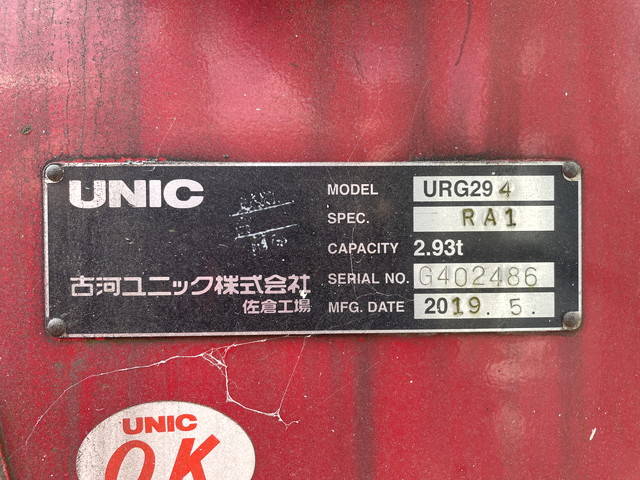 UNIC
MODEL URG294
SPEC. RA1
CAPACITY 2.93t
古河ユニック株式会社
SERIAL NO. G402486
佐倉工場
MFG. DATE 2019. 5.
UNIC
OK